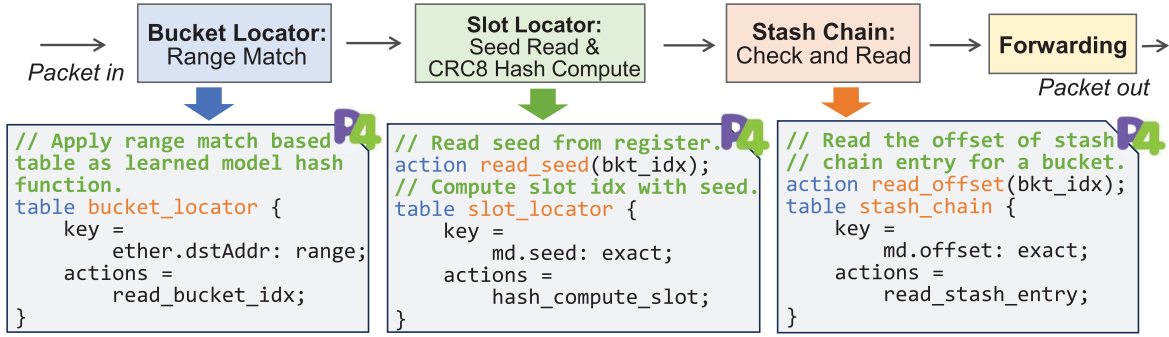 Bucket Locator:
Range Match
Slot Locator:
Seed Read &
CRC8 Hash Compute
Stash Chain:
Check and Read
Forwarding
Packet in
Packet out
P4
// Apply range match based
table as learned model hash
function.
table bucket_locator {
    key =
        ether.dstAddr: range;
    actions =
        read_bucket_idx;
}
P4
// Read seed from register.
action read_seed(bkt_idx);
// Compute slot idx with seed.
table slot_locator {
    key =
        md.seed: exact;
    actions =
        hash_compute_slot;
}
P4
// Read the offset of stash
// chain entry for a bucket.
action read_offset(bkt_idx);
table stash_chain {
    key =
        md.offset: exact;
    actions =
        read_stash_entry;
}